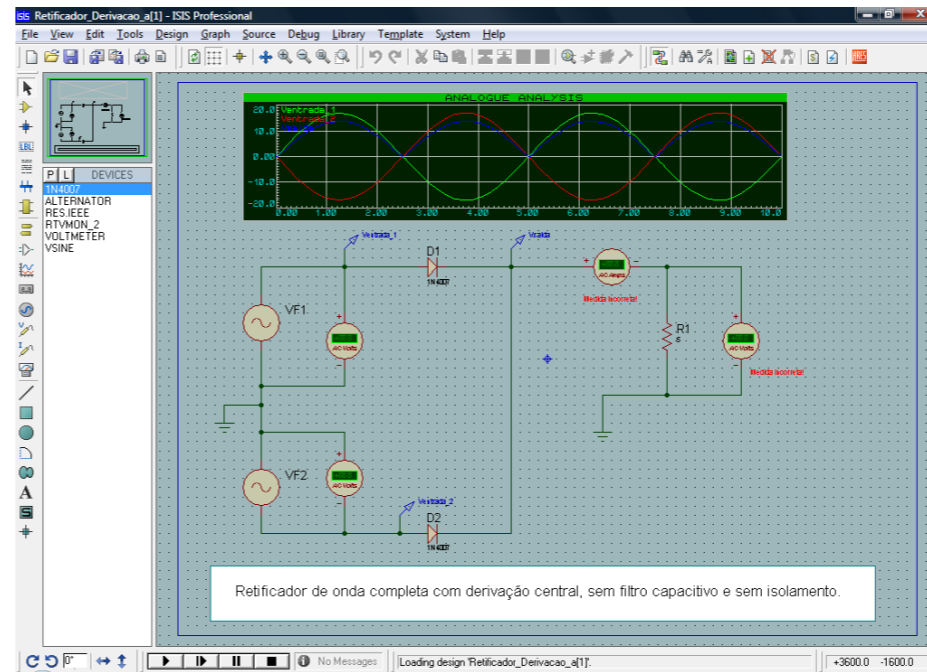 isis Retificador_Derivacao_a[1] - ISIS Professional
File View Edit Tools Design Graph Source Debug Library Template System Help
LBL
P L DEVICES
1N4007
ALTERNATOR
RES.IEEE
RTVMON_2
VOLTMETER
VSINE
A
S
ANALOGUE ANALYSIS
20.0
Ventrada_1
10.0
0.00
-10.0
-20.0
0.00 1.00 2.00 3.00 4.00 5.00 6.00 7.00 8.00 9.00 10.0
Ventrada_1
Vsaida
D1
1N4007
+ -
AC Amps
Medida Incorreta!
VF1
+
AC Volts
-
R1
s
+
AC Volts
-
Medida Incorreta!
VF2
+
AC Volts
-
Ventrada_2
D2
1N4007
Retificador de onda completa com derivação central, sem filtro capacitivo e sem isolamento.
0°
No Messages
Loading design 'Retificador_Derivacao_a[1]'.
+3600.0 -1600.0